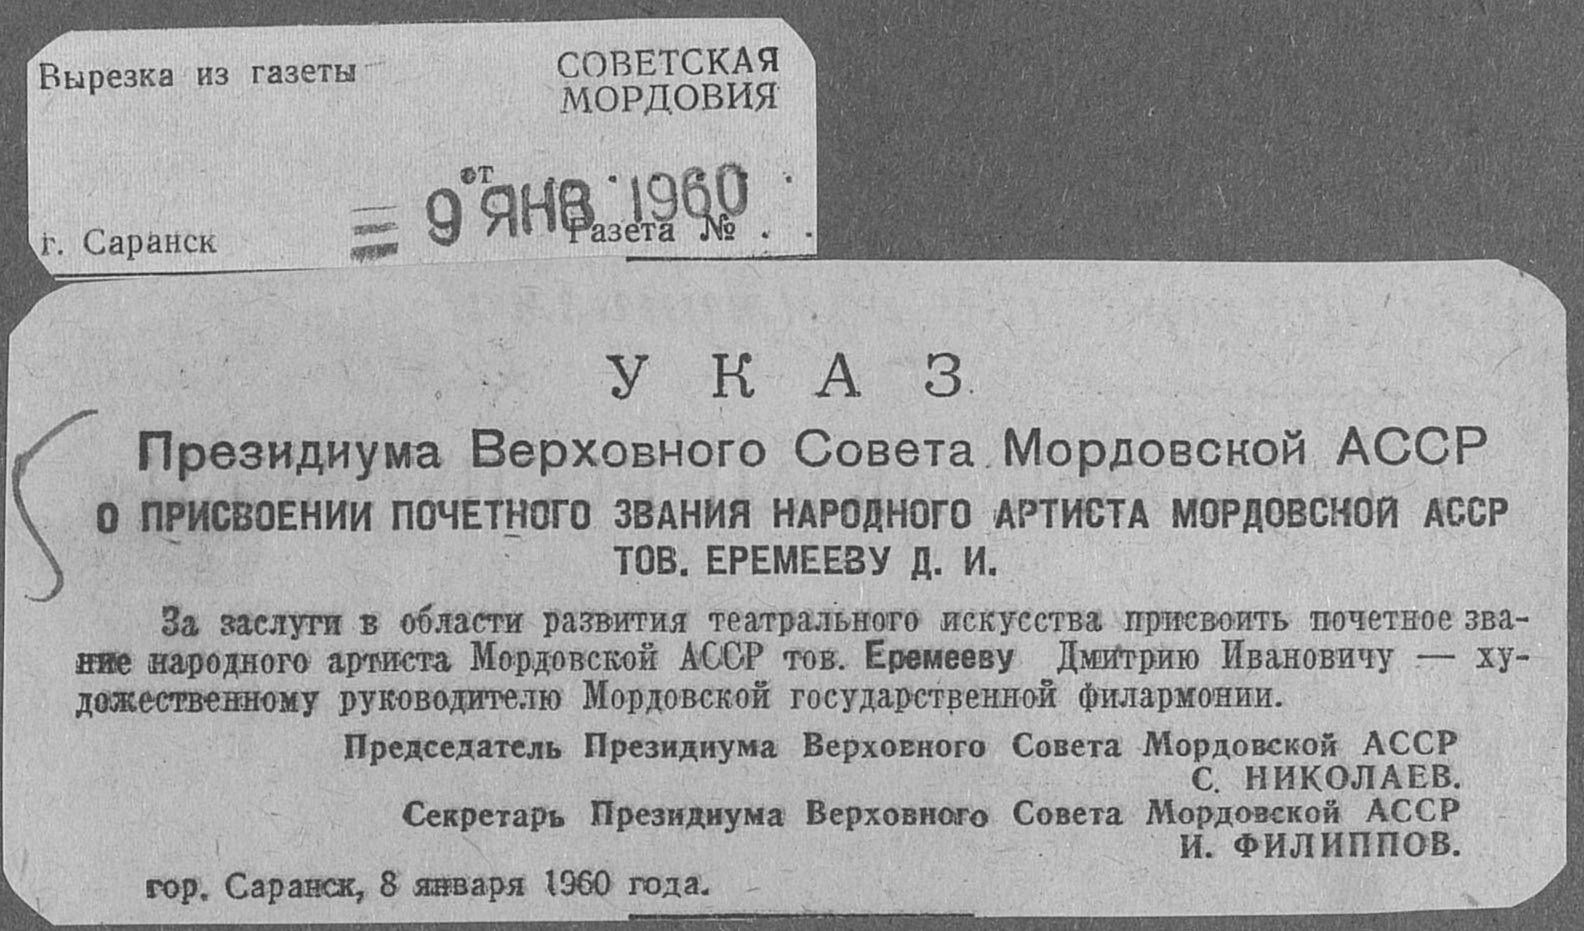 Вырезка из газеты
СОВЕТСКАЯ
МОРДОВИЯ
от
9 ЯНВ 1960
г. Саранск
Газета № . .
УКАЗ
Президиума Верховного Совета Мордовской АССР
О ПРИСВОЕНИИ ПОЧЕТНОГО ЗВАНИЯ НАРОДНОГО АРТИСТА МОРДОВСКОЙ АССР
ТОВ. ЕРЕМЕЕВУ Д. И.
За заслуги в области развития театрального искусства присвоить почетное зва-
ние народного артиста Мордовской АССР тов. Еремееву Дмитрию Ивановичу — ху-
дожественному руководителю Мордовской государственной филармонии.
Председатель Президиума Верховного Совета Мордовской АССР
С. НИКОЛАЕВ.
Секретарь Президиума Верховного Совета Мордовской АССР
И. ФИЛИППОВ.
гор. Саранск, 8 января 1960 года.